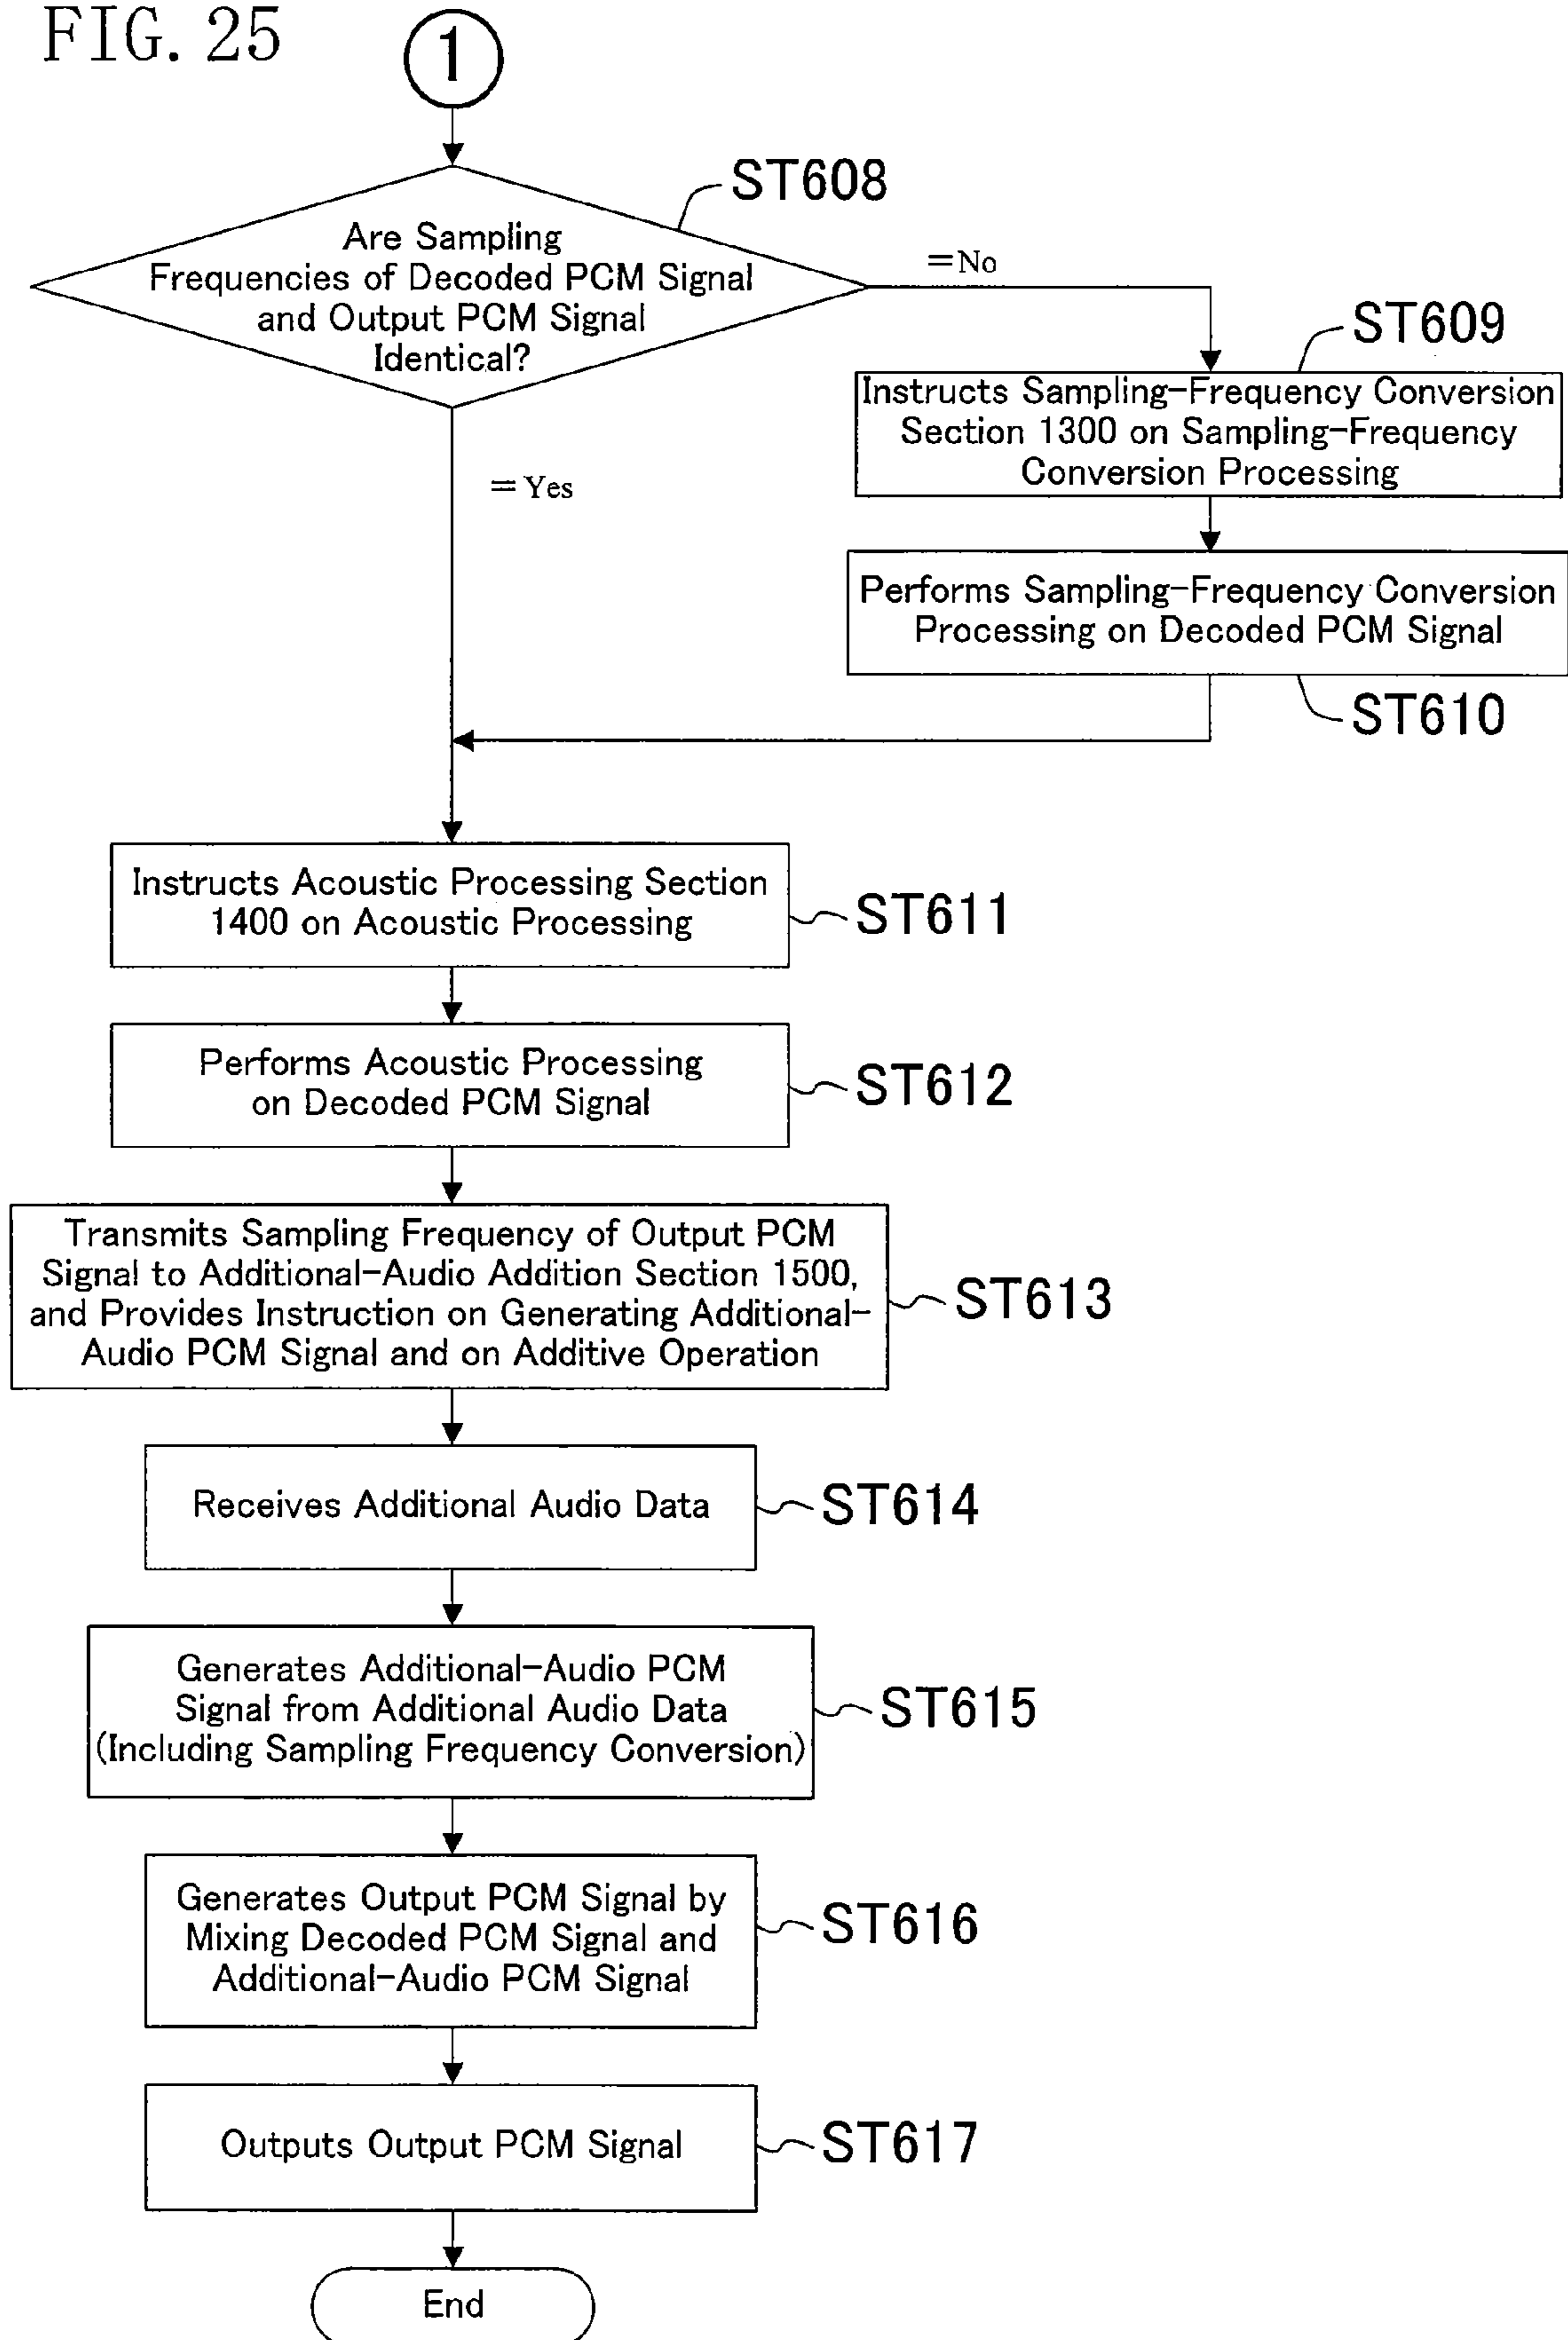 FIG. 25
1
ST608
Are Sampling
Frequencies of Decoded PCM Signal
and Output PCM Signal
Identical?
=No
ST609
Instructs Sampling-Frequency Conversion
Section 1300 on Sampling-Frequency
Conversion Processing
=Yes
Performs Sampling-Frequency Conversion
Processing on Decoded PCM Signal
ST610
Instructs Acoustic Processing Section
1400 on Acoustic Processing
ST611
Performs Acoustic Processing
on Decoded PCM Signal
ST612
Transmits Sampling Frequency of Output PCM
Signal to Additional-Audio Addition Section 1500,
and Provides Instruction on Generating Additional-
Audio PCM Signal and on Additive Operation
ST613
Receives Additional Audio Data
ST614
Generates Additional-Audio PCM
Signal from Additional Audio Data
(Including Sampling Frequency Conversion)
ST615
Generates Output PCM Signal by
Mixing Decoded PCM Signal and
Additional-Audio PCM Signal
ST616
Outputs Output PCM Signal
ST617
End